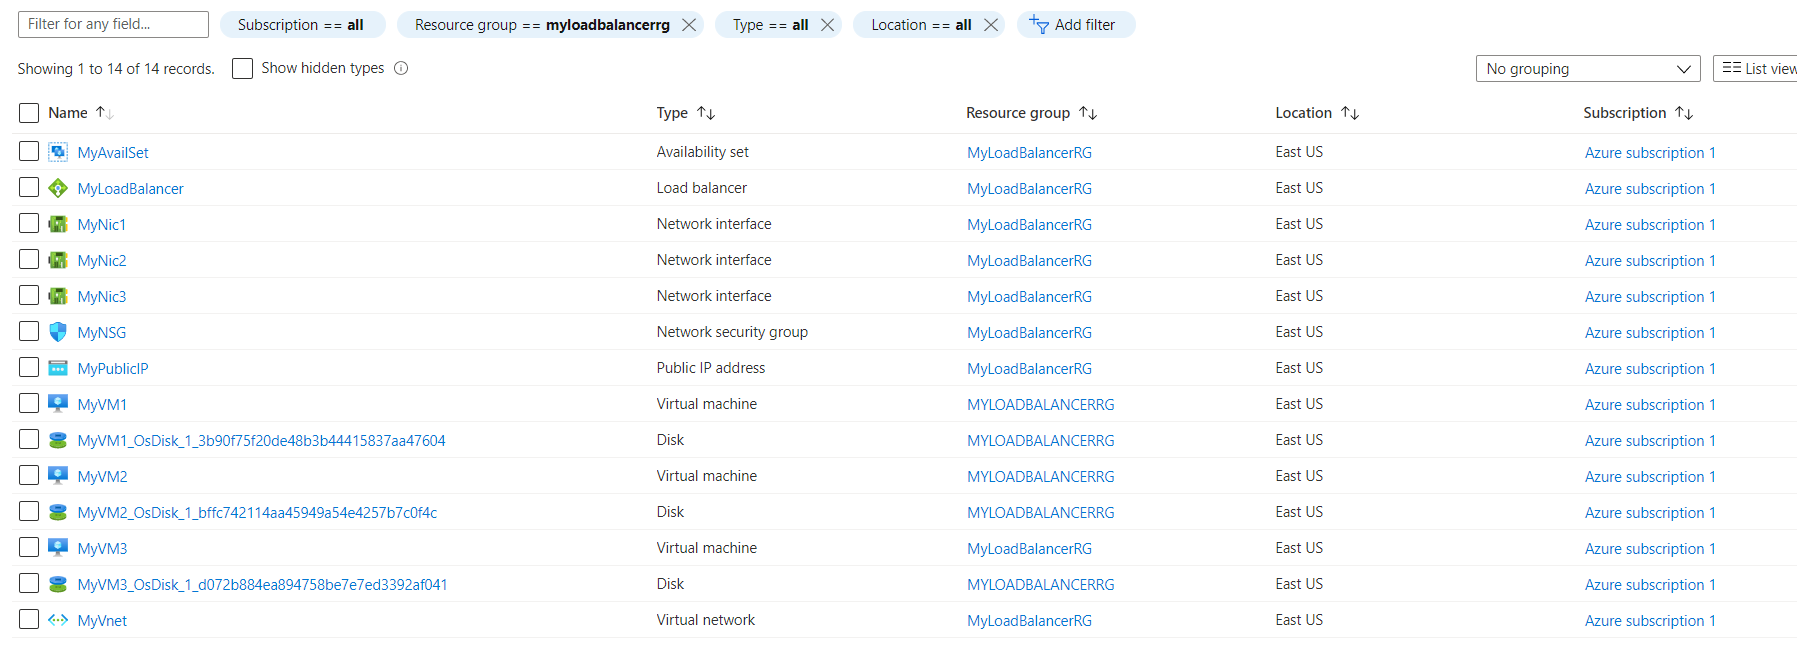 Filter for any field... Subscription == all Resource group == myloadbalancerrg Type == all Location == all Add filter
Showing 1 to 14 of 14 records. Show hidden types No grouping List view
Name Type Resource group Location Subscription
MyAvailSet Availability set MyLoadBalancerRG East US Azure subscription 1
MyLoadBalancer Load balancer MyLoadBalancerRG East US Azure subscription 1
MyNic1 Network interface MyLoadBalancerRG East US Azure subscription 1
MyNic2 Network interface MyLoadBalancerRG East US Azure subscription 1
MyNic3 Network interface MyLoadBalancerRG East US Azure subscription 1
MyNSG Network security group MyLoadBalancerRG East US Azure subscription 1
MyPublicIP Public IP address MyLoadBalancerRG East US Azure subscription 1
MyVM1 Virtual machine MYLOADBALANCERRG East US Azure subscription 1
MyVM1_OsDisk_1_3b90f75f20de48b3b44415837aa47604 Disk MYLOADBALANCERRG East US Azure subscription 1
MyVM2 Virtual machine MYLOADBALANCERRG East US Azure subscription 1
MyVM2_OsDisk_1_bffc742114aa45949a54e4257b7c0f4c Disk MYLOADBALANCERRG East US Azure subscription 1
MyVM3 Virtual machine MyLoadBalancerRG East US Azure subscription 1
MyVM3_OsDisk_1_d072b884ea894758be7e7ed3392af041 Disk MYLOADBALANCERRG East US Azure subscription 1
MyVnet Virtual network MyLoadBalancerRG East US Azure subscription 1